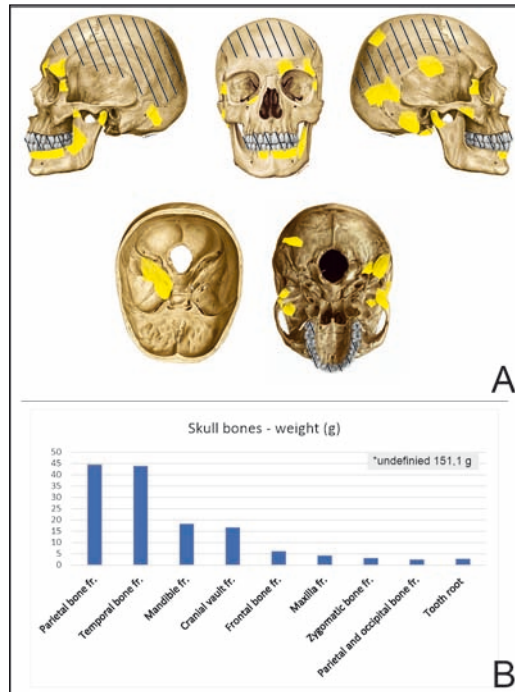 A
Skull bones - weight (g)
*undefinied 151,1 g
50
45
40
35
30
25
20
15
10
5
0
Parietal bone fr.
Temporal bone fr.
Mandible fr.
Cranial vault fr.
Frontal bone fr.
Maxilla fr.
Zygomatic bone fr.
Parietal and occipital bone fr.
Tooth root
B